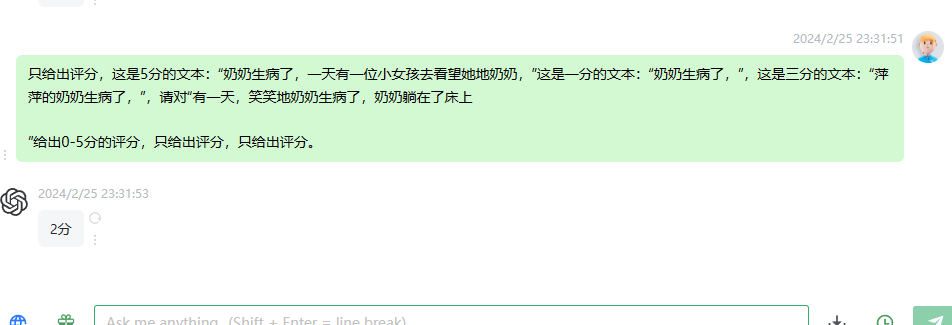 2024/2/25 23:31:51
只给出评分，这是5分的文本：“奶奶生病了，一天有一位小女孩去看望她地奶奶，”这是一分的文本：“奶奶生病了，”，这是三分的文本：“萍
萍的奶奶生病了，”，请对“有一天，笑笑地奶奶生病了，奶奶躺在了床上
”给出0-5分的评分，只给出评分，只给出评分。
2024/2/25 23:31:53
2分
Ask me anything...(Shift + Enter = line break)